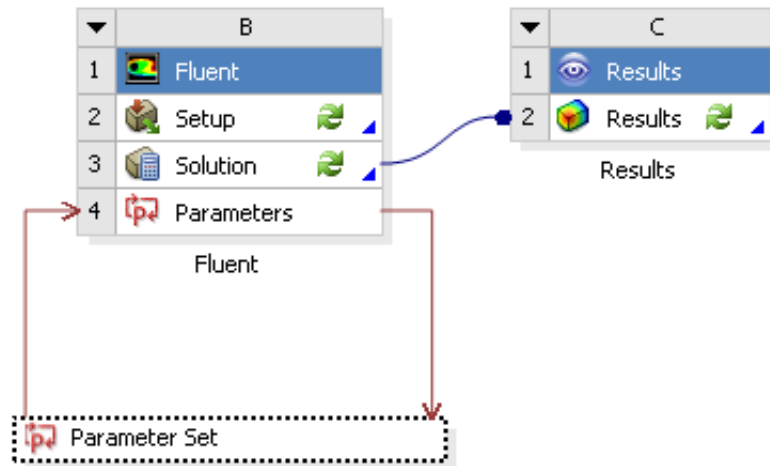 B
1 Fluent
2 Setup
3 Solution
4 Parameters
Fluent
C
1 Results
2 Results
Results
Parameter Set